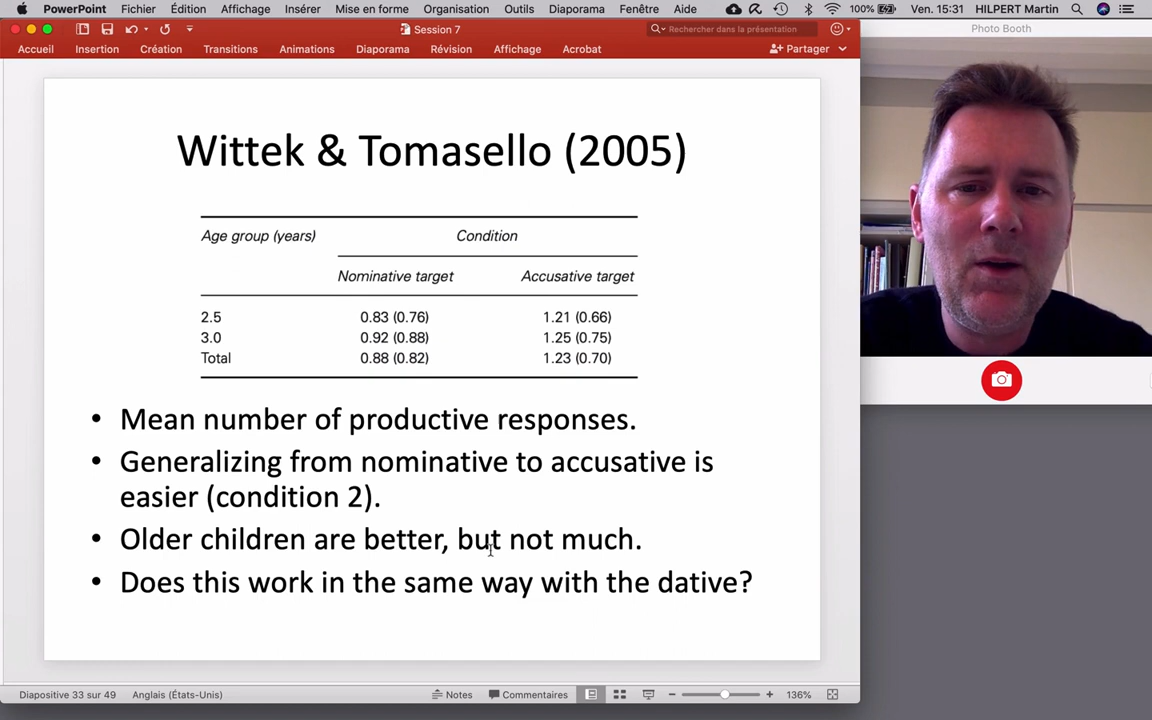 PowerPoint Fichier Édition Affichage Insérer Mise en forme Organisation Outils Diaporama Fenêtre Aide 100% Ven. 15:31 HILPERT Martin
Session 7 Rechercher dans la présentation
Photo Booth
Accueil Insertion Création Transitions Animations Diaporama Révision Affichage Acrobat Partager
Wittek & Tomasello (2005)
Age group (years) Condition
Nominative target Accusative target
2.5 0.83 (0.76) 1.21 (0.66)
3.0 0.92 (0.88) 1.25 (0.75)
Total 0.88 (0.82) 1.23 (0.70)
• Mean number of productive responses.
• Generalizing from nominative to accusative is
easier (condition 2).
• Older children are better, but not much.
• Does this work in the same way with the dative?
Diapositive 33 sur 49 Anglais (États-Unis) Notes Commentaires 136%